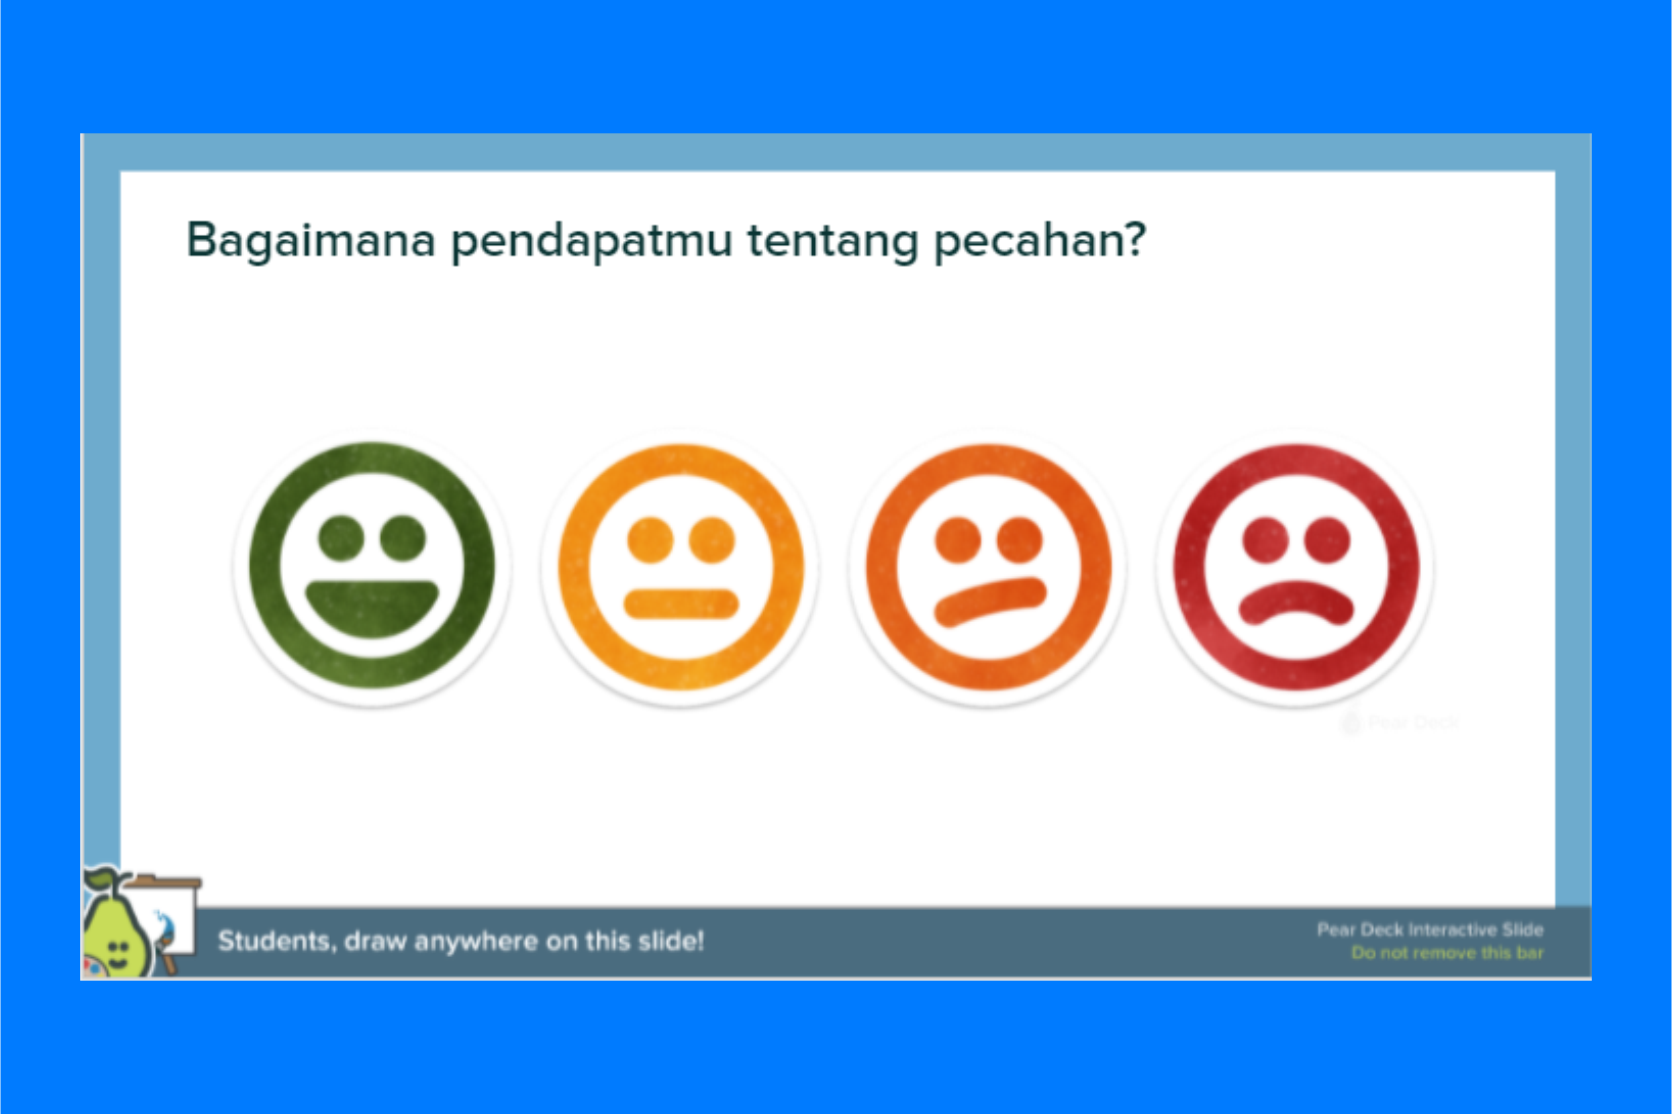 Bagaimana pendapatmu tentang pecahan?
Pear Deck
Students, draw anywhere on this slide!
Pear Deck Interactive Slide
Do not remove this bar